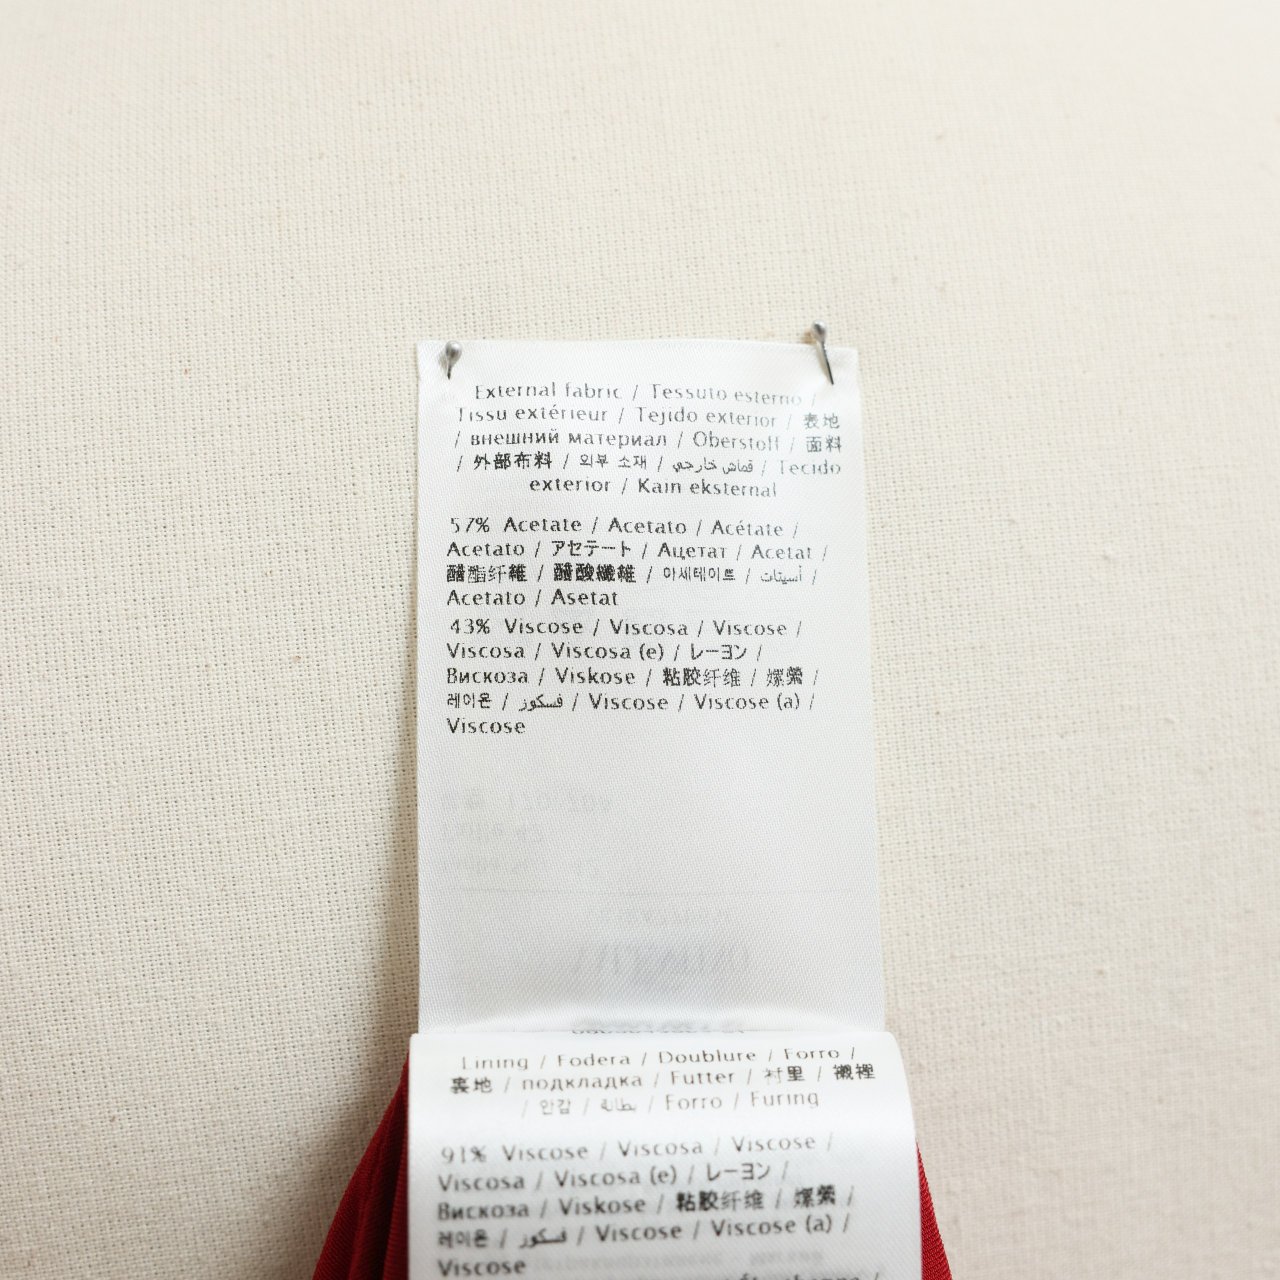 External fabric / Tessuto esterno /
Tissu extérieur / Tejido exterior / 表地
/ внешний материал / Oberstoff / 面料
/ 外部布料 / 외부 소재 / قماش خارجي / Tecido
exterior / Kain eksternal
57% Acetate / Acetato / Acétate /
Acetato / アセテート / Ацетат / Acetat /
醋酯纤維 / 醋酸纖維 / 아세테이트 / أسيتات /
Acetato / Asetat
43% Viscose / Viscosa / Viscose /
Viscosa / Viscosa (e) / レーヨン /
Вискоза / Viskose / 粘胶纤维 / 嫘縈 /
레이온 / فسكوز / Viscose / Viscose (a) /
Viscose
Lining / Fodera / Doublure / Forro /
裏地 / подкладка / Futter / 衬里 / 襯裡
/ 안감 / بطانة / Forro / Furing
91% Viscose / Viscosa / Viscose /
Viscosa / Viscosa (e) / レーヨン /
Вискоза / Viskose / 粘胶纤维 / 嫘縈 /
레이온 / فسكوز / Viscose / Viscose (a) /
Viscose